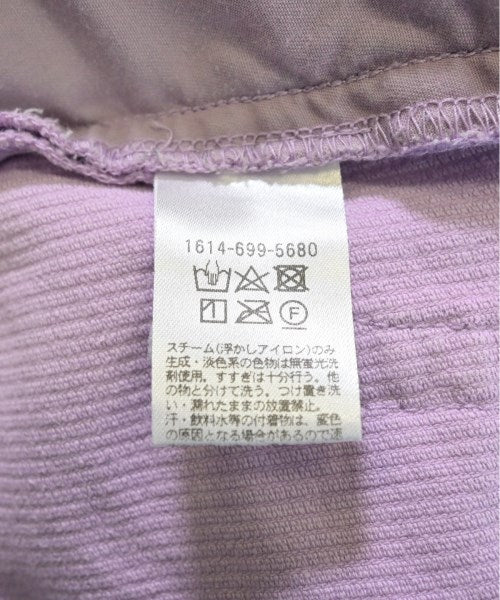 1614-699-5680
F
スチーム(浮かしアイロン)のみ
生成・淡色系の色物は無蛍光洗
剤使用。すすぎは十分行う。他
の物と分けて洗う。つけ置き洗
い・濡れたままの放置禁止。
汗・飲料水等の付着物は、変色
の原因となる場合があるので速